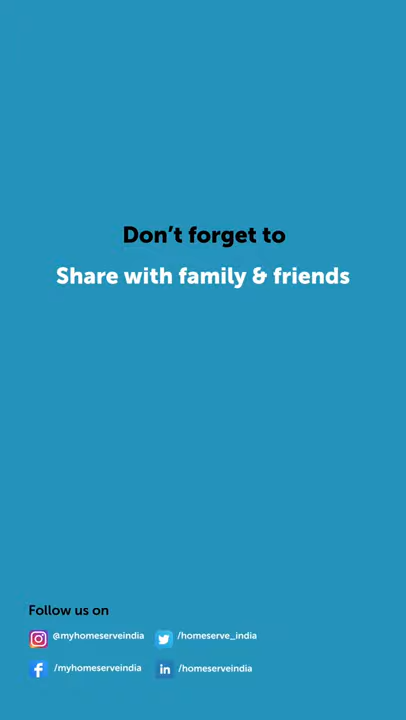 Don't forget to
Share with family & friends
Follow us on
@myhomeserveindia /homeserve_india
/myhomeserveindia /homeserveindia